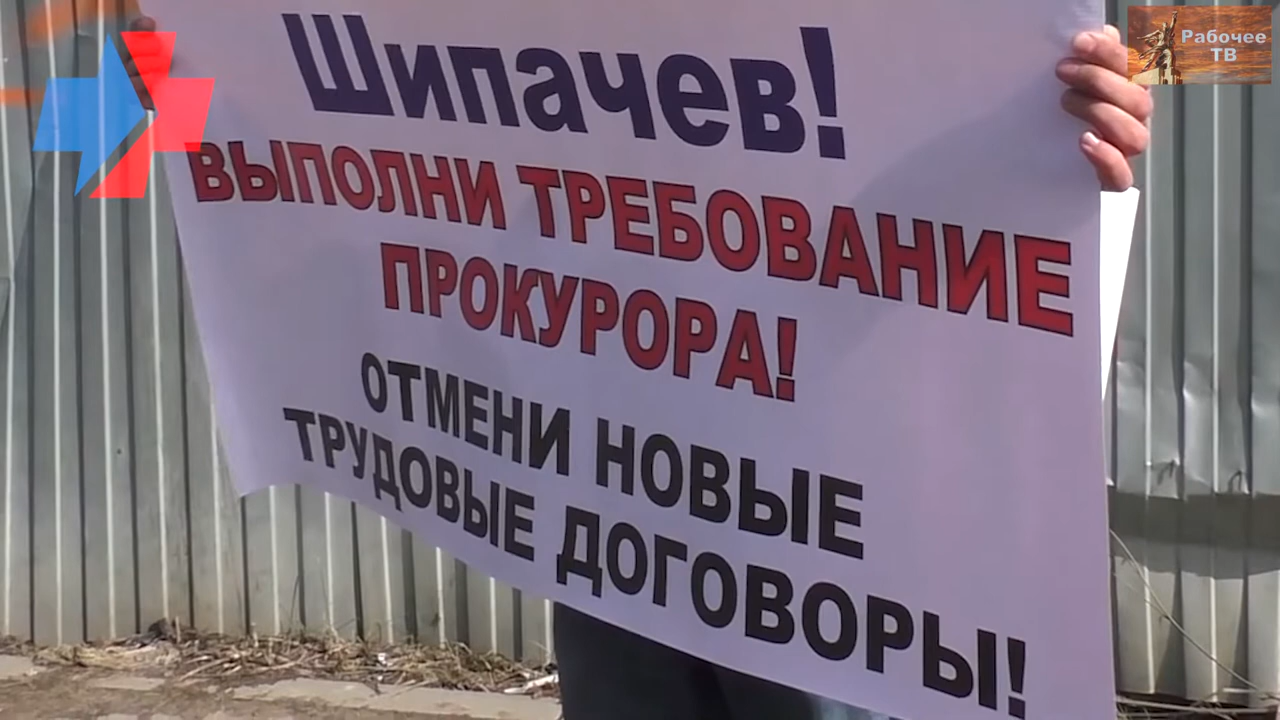 Рабочее
ТВ
Шипачев!
ВЫПОЛНИ ТРЕБОВАНИЕ
ПРОКУРОРА!
ОТМЕНИ НОВЫЕ
ТРУДОВЫЕ ДОГОВОРЫ!